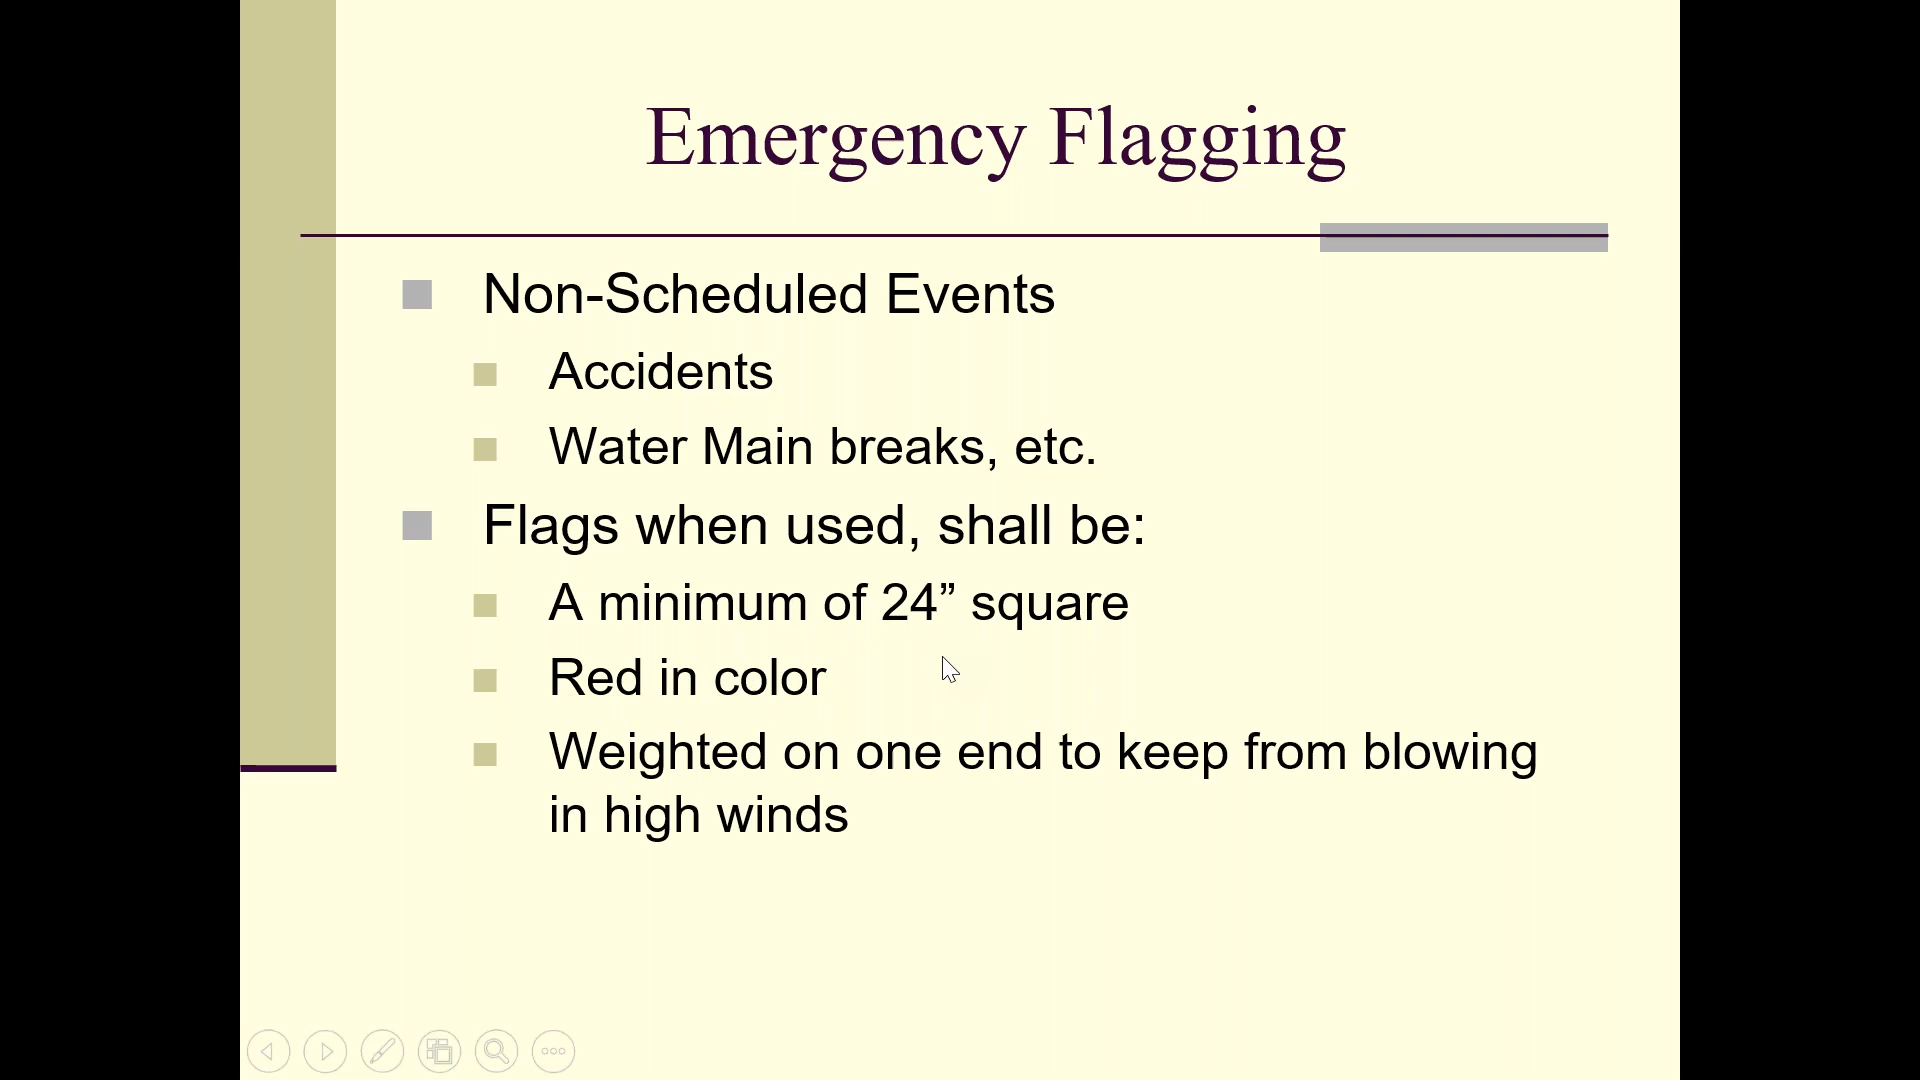 Emergency Flagging
Non-Scheduled Events
Accidents
Water Main breaks, etc.
Flags when used, shall be:
A minimum of 24” square
Red in color
Weighted on one end to keep from blowing
in high winds